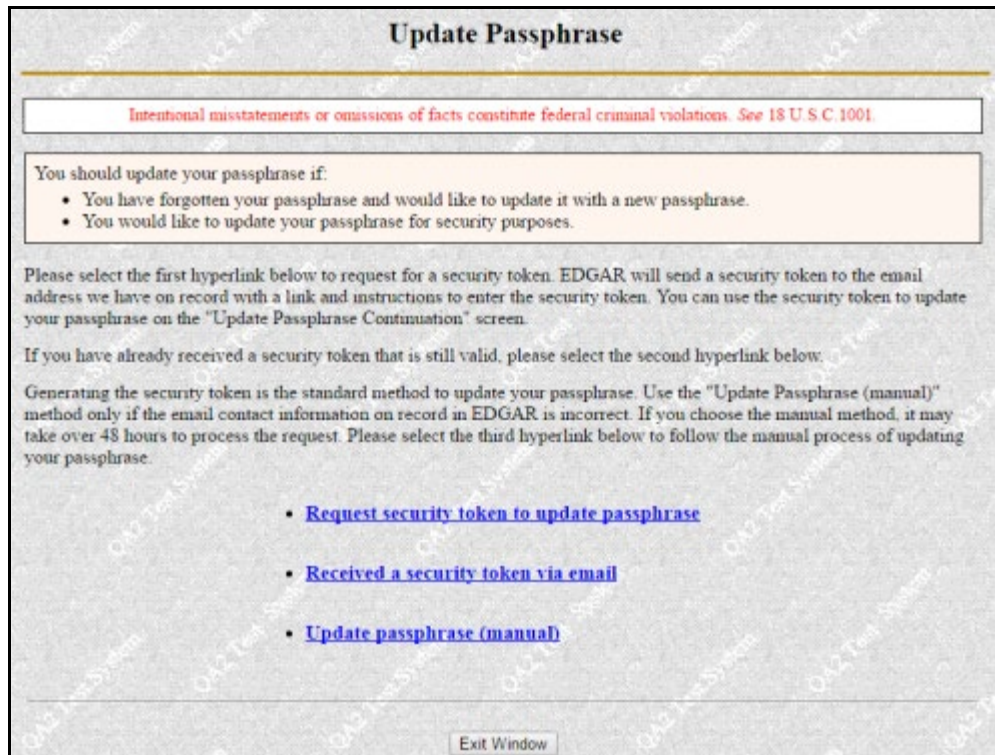 Update Passphrase
Intentional misstatements or omissions of facts constitute federal criminal violations. See 18 U.S.C.1001.
You should update your passphrase if:
• You have forgotten your passphrase and would like to update it with a new passphrase.
• You would like to update your passphrase for security purposes.
Please select the first hyperlink below to request for a security token. EDGAR will send a security token to the email
address we have on record with a link and instructions to enter the security token. You can use the security token to update
your passphrase on the "Update Passphrase Continuation" screen.
If you have already received a security token that is still valid, please select the second hyperlink below.
Generating the security token is the standard method to update your passphrase. Use the "Update Passphrase (manual)"
method only if the email contact information on record in EDGAR is incorrect. If you choose the manual method, it may
take over 48 hours to process the request. Please select the third hyperlink below to follow the manual process of updating
your passphrase.
• Request security token to update passphrase
• Received a security token via email
• Update passphrase (manual)
Exit Window
QA2 Test System